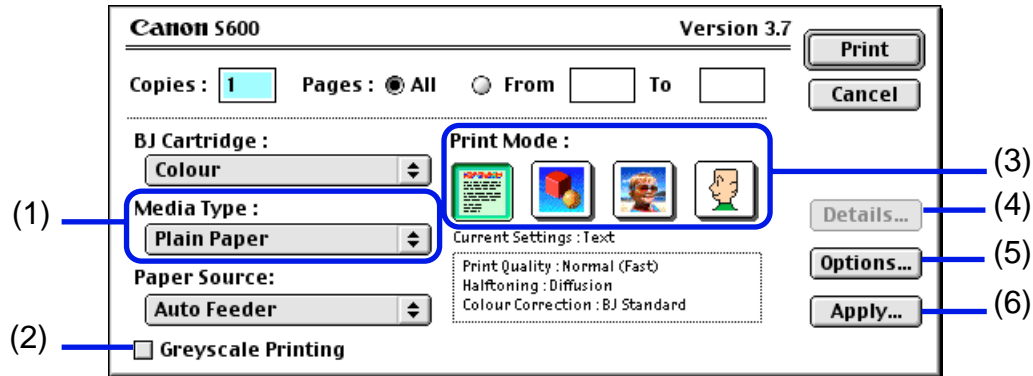 Canon S600 Version 3.7
Print
Copies : 1 Pages : All From To
Cancel
BJ Cartridge :
Colour
Print Mode :
(3)
(1)
Media Type :
Plain Paper
Details...
(4)
Current Settings : Text
Print Quality : Normal (Fast)
Halftoning : Diffusion
Colour Correction : BJ Standard
Options...
(5)
Paper Source:
Auto Feeder
Apply...
(6)
(2)
Greyscale Printing